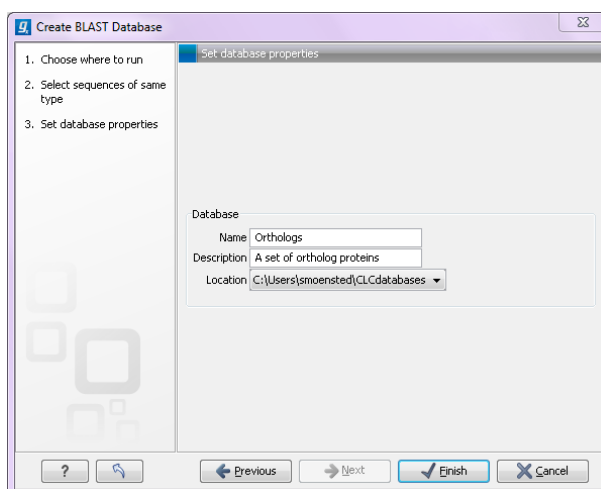 Create BLAST Database
1. Choose where to run
2. Select sequences of same
type
3. Set database properties
Set database properties
Database
Name Orthologs
Description A set of ortholog proteins
Location C:\Users\smoensted\CLCdatabases
? Previous Next Finish Cancel